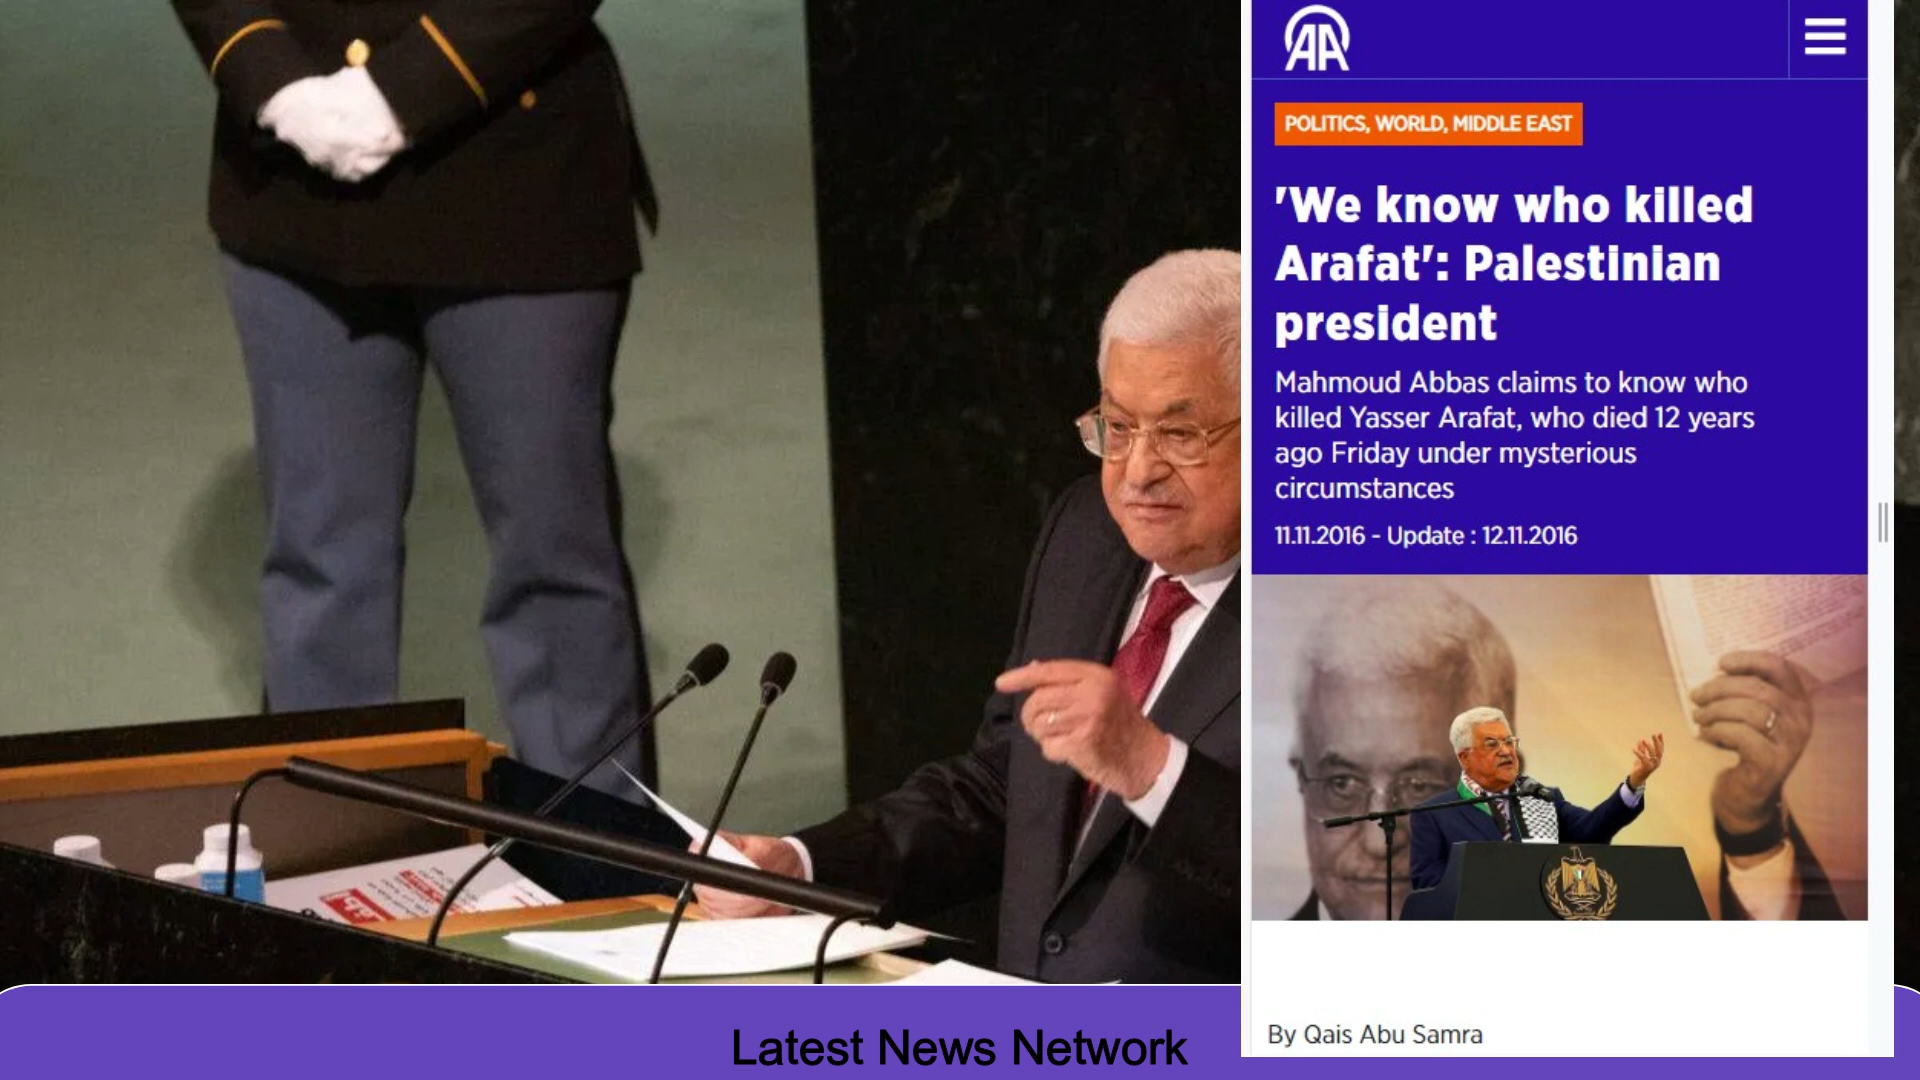 AA
POLITICS, WORLD, MIDDLE EAST
'We know who killed
Arafat': Palestinian
president
Mahmoud Abbas claims to know who
killed Yasser Arafat, who died 12 years
ago Friday under mysterious
circumstances
11.11.2016 - Update : 12.11.2016
By Qais Abu Samra
Latest News Network